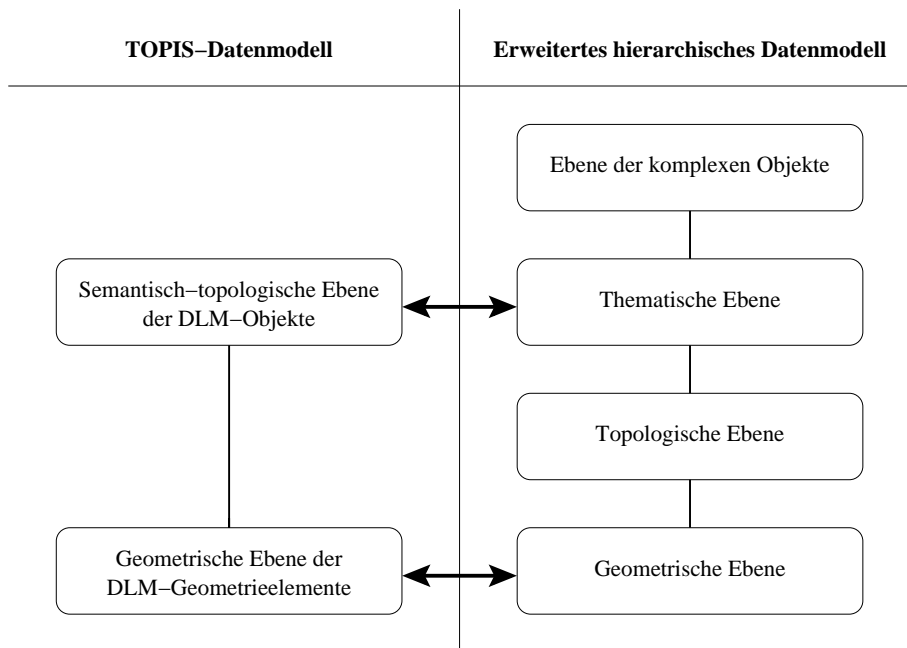 TOPIS−Datenmodell
Erweitertes hierarchisches Datenmodell
Ebene der komplexen Objekte
Semantisch−topologische Ebene
der DLM−Objekte
Thematische Ebene
Topologische Ebene
Geometrische Ebene der
DLM−Geometrieelemente
Geometrische Ebene